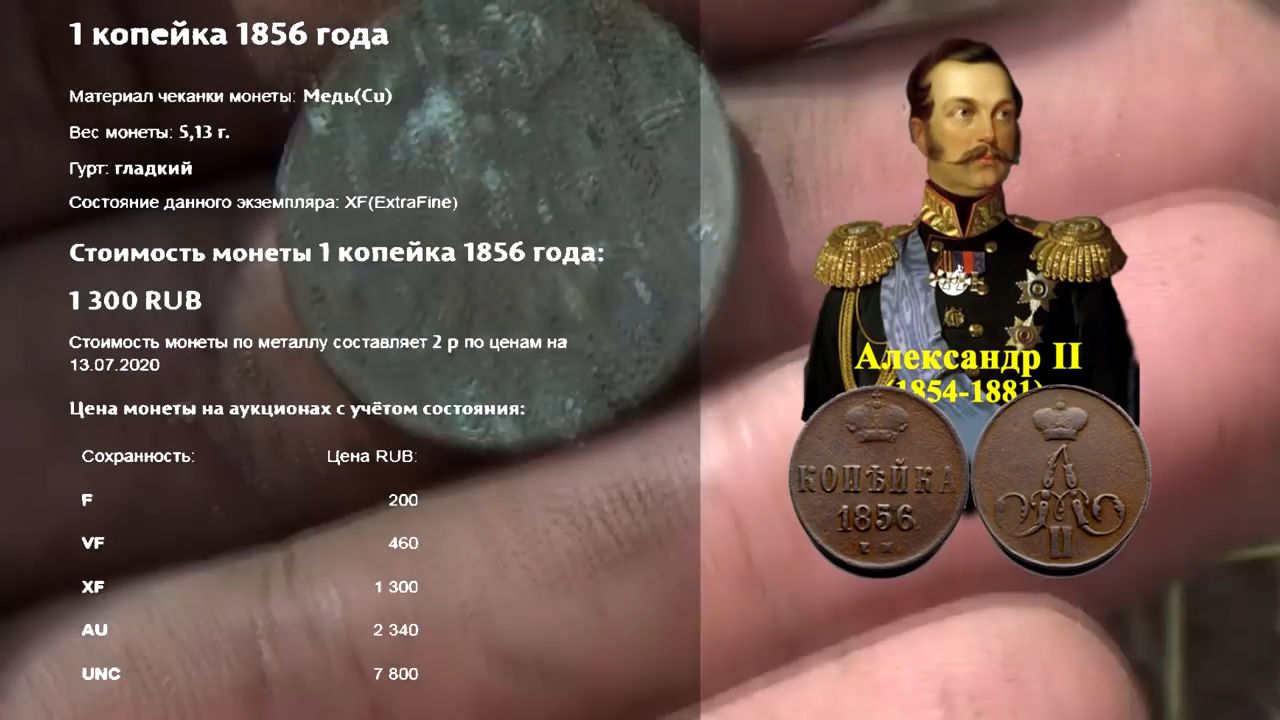 1 копейка 1856 года
Материал чеканки монеты: Медь(Cu)
Вес монеты: 5,13 г.
Гурт: гладкий
Состояние данного экземпляра: XF(ExtraFine)
Стоимость монеты 1 копейка 1856 года:
1 300 RUB
Стоимость монеты по металлу составляет 2 р по ценам на
13.07.2020
Цена монеты на аукционах с учётом состояния:
Сохранность: Цена RUB:
F 200
VF 460
XF 1 300
AU 2 340
UNC 7 800
Александр II
(1854-1881)
КОПѢЙКА
1856.
Е М
А
II